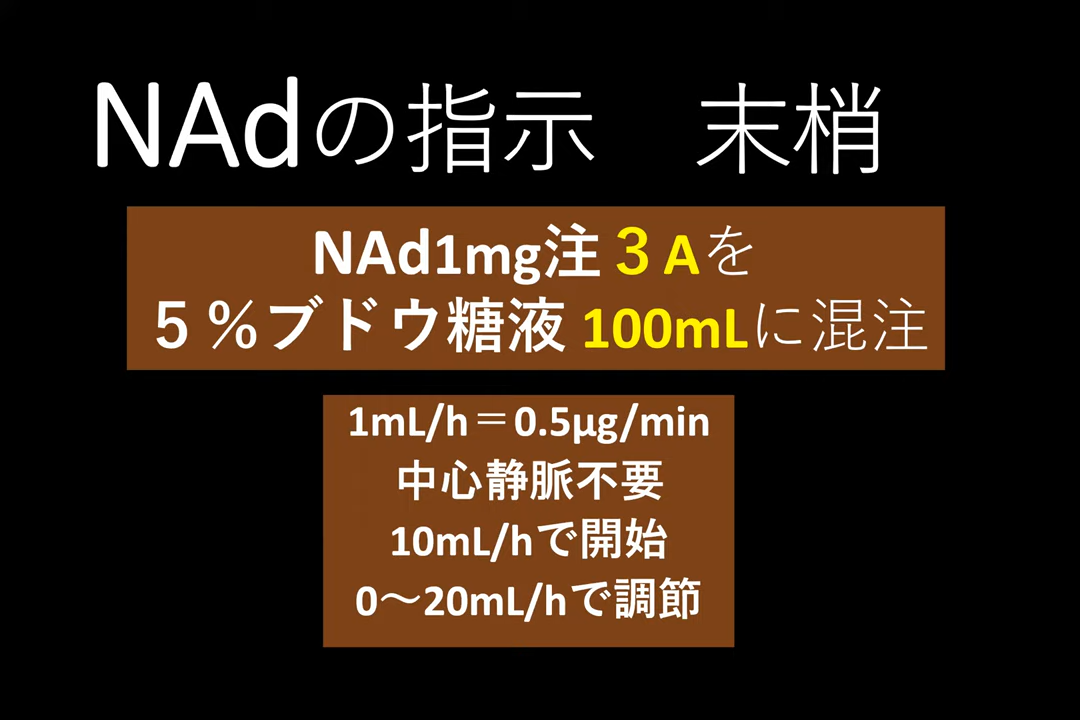 NAdの指示　末梢
NAd1mg注３Aを
５％ブドウ糖液100mLに混注
1mL/h＝0.5μg/min
中心静脈不要
10mL/hで開始
0～20mL/hで調節